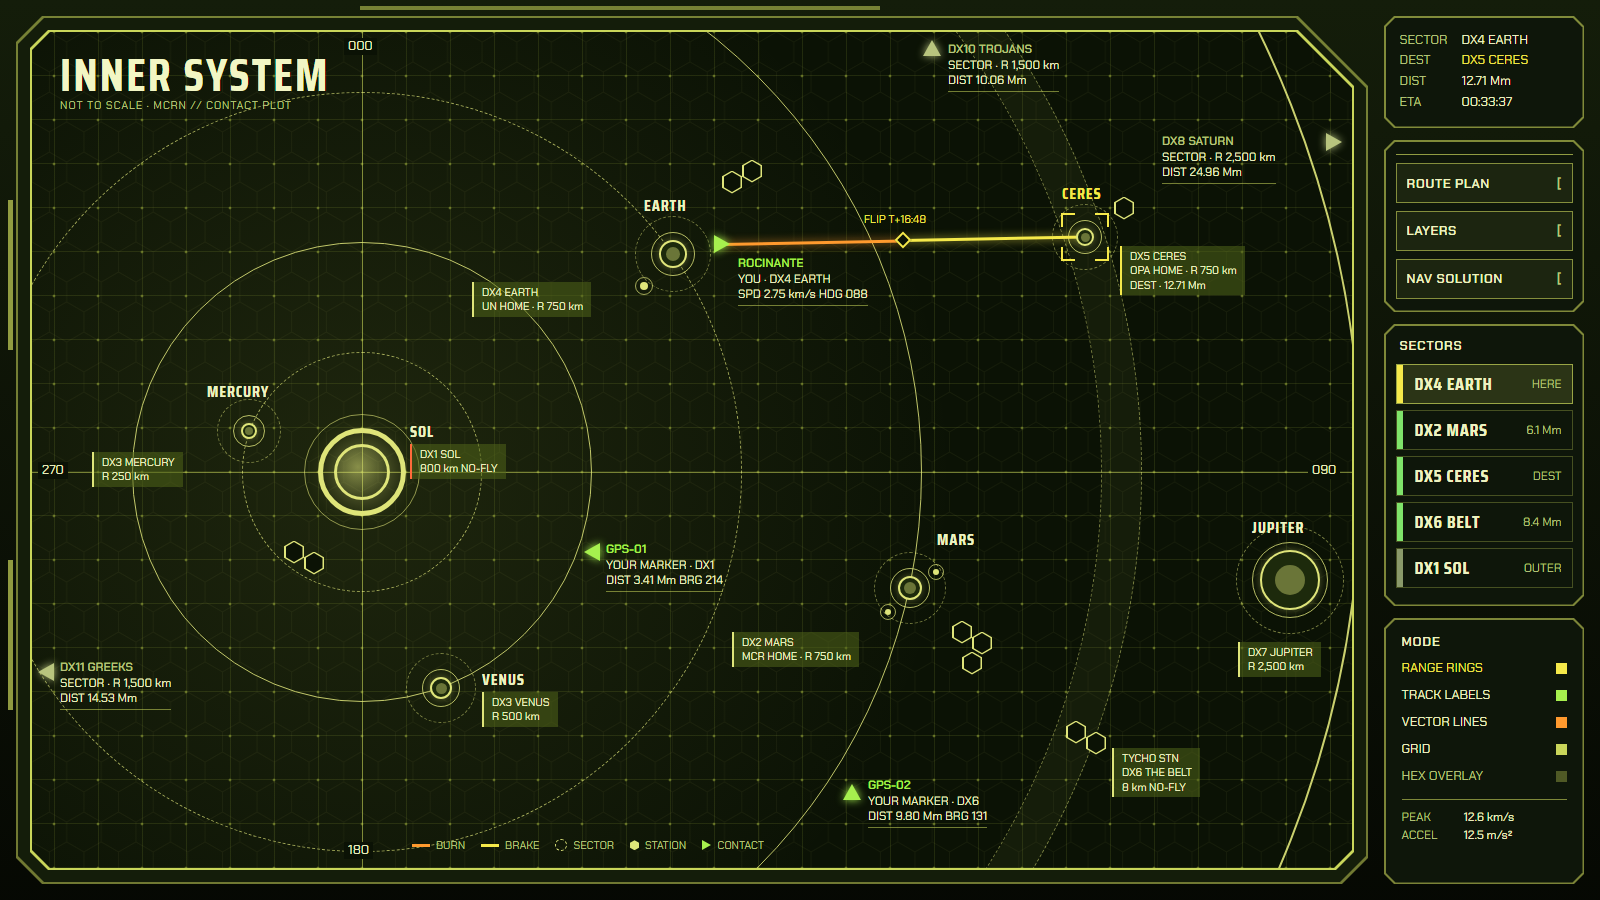 000
INNER SYSTEM
NOT TO SCALE · MCRN // CONTACT-PLOT
DX10 TROJANS
SECTOR · R 1,500 km
DIST 10.06 Mm
DX8 SATURN
SECTOR · R 2,500 km
DIST 24.96 Mm
EARTH
CERES
FLIP T+16:48
ROCINANTE
YOU · DX4 EARTH
SPD 2.75 km/s HDG 088
DX5 CERES
OPA HOME · R 750 km
DEST · 12.71 Mm
DX4 EARTH
UN HOME · R 750 km
MERCURY
SOL
DX1 SOL
800 km NO-FLY
DX3 MERCURY
R 250 km
270
090
GPS-01
YOUR MARKER · DX1
DIST 3.41 Mm BRG 214
MARS
JUPITER
DX2 MARS
MCR HOME · R 750 km
DX7 JUPITER
R 2,500 km
DX11 GREEKS
SECTOR · R 1,500 km
DIST 14.53 Mm
VENUS
DX3 VENUS
R 500 km
TYCHO STN
DX6 THE BELT
8 km NO-FLY
GPS-02
YOUR MARKER · DX6
DIST 9.80 Mm BRG 131
180
BURN
BRAKE
SECTOR
STATION
CONTACT
SECTOR DX4 EARTH
DEST DX5 CERES
DIST 12.71 Mm
ETA 00:33:37
ROUTE PLAN [
LAYERS [
NAV SOLUTION [
SECTORS
DX4 EARTH HERE
DX2 MARS 6.1 Mm
DX5 CERES DEST
DX6 BELT 8.4 Mm
DX1 SOL OUTER
MODE
RANGE RINGS
TRACK LABELS
VECTOR LINES
GRID
HEX OVERLAY
PEAK 12.6 km/s
ACCEL 12.5 m/s²